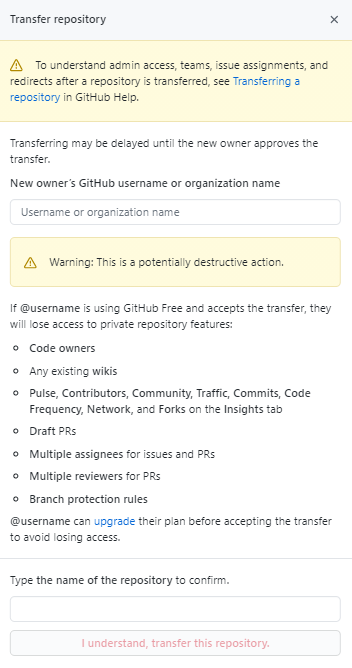 Transfer repository
To understand admin access, teams, issue assignments, and
redirects after a repository is transferred, see Transferring a
repository in GitHub Help.
Transferring may be delayed until the new owner approves the
transfer.
New owner's GitHub username or organization name
Username or organization name
Warning: This is a potentially destructive action.
If @username is using GitHub Free and accepts the transfer, they
will lose access to private repository features:
Code owners
Any existing wikis
Pulse, Contributors, Community, Traffic, Commits, Code
Frequency, Network, and Forks on the Insights tab
Draft PRs
Multiple assignees for issues and PRs
Multiple reviewers for PRs
Branch protection rules
@username can upgrade their plan before accepting the transfer
to avoid losing access.
Type the name of the repository to confirm.
I understand, transfer this repository.